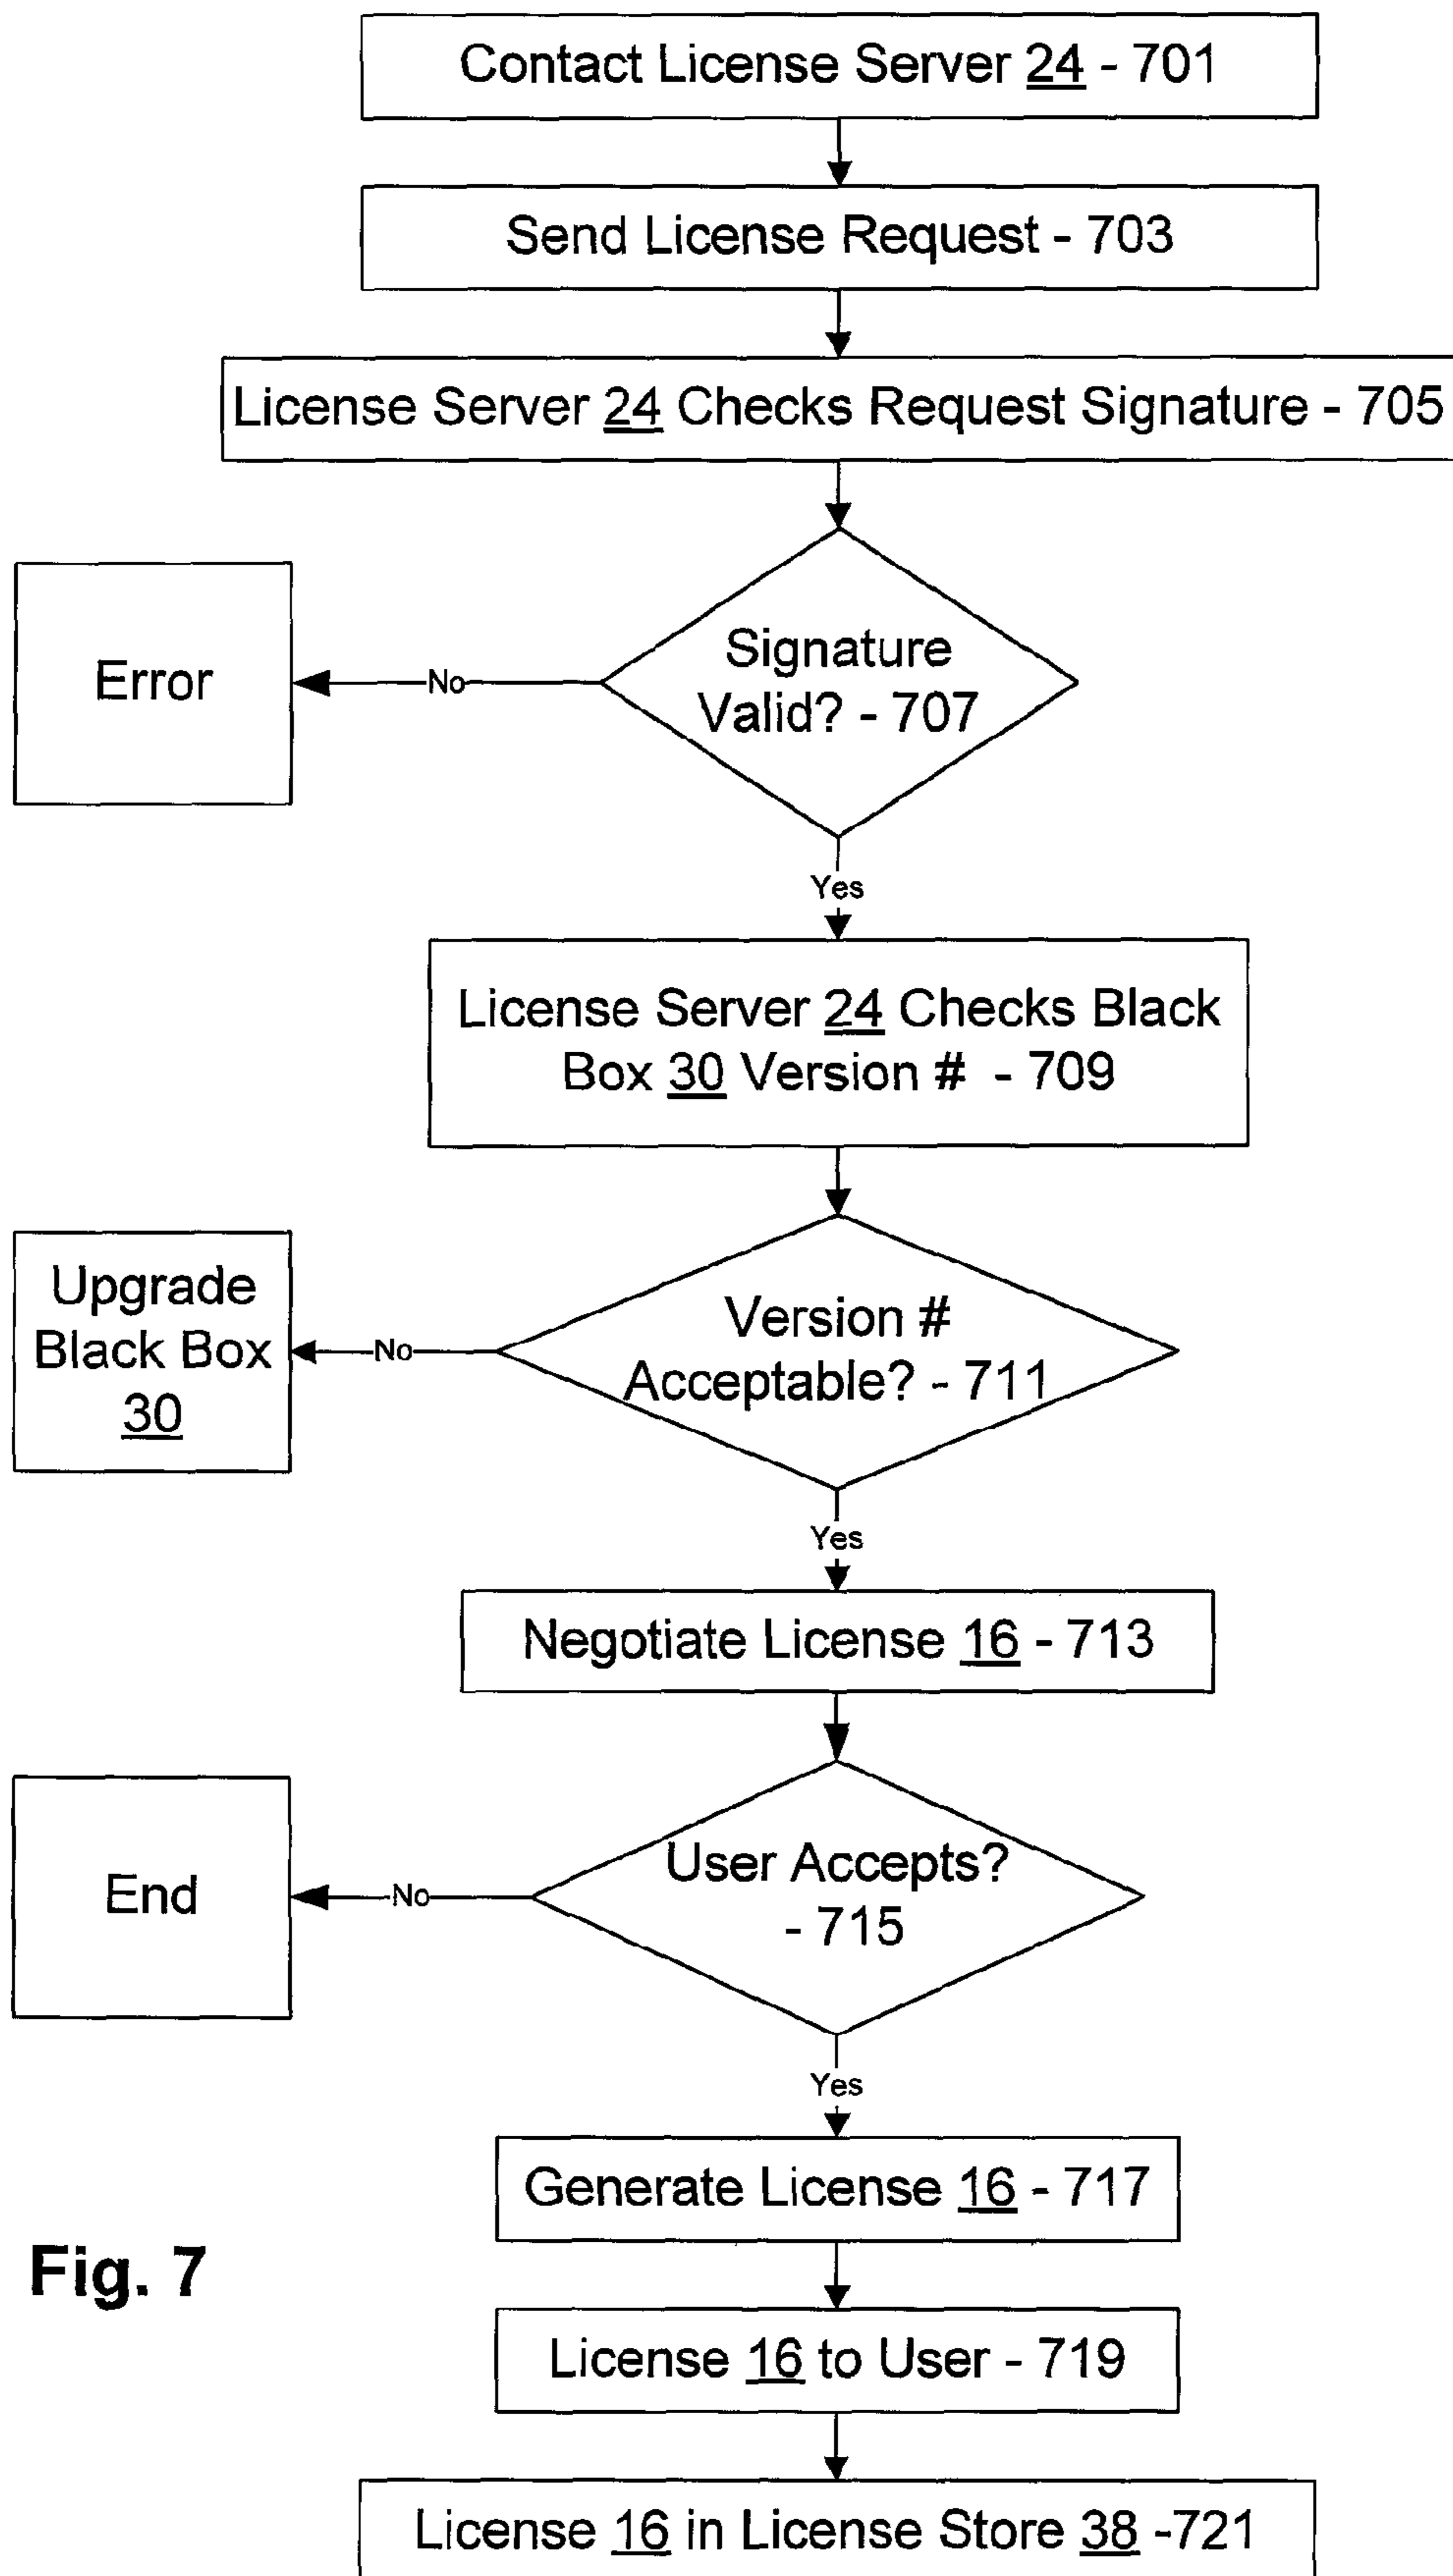 Contact License Server 24 - 701
Send License Request - 703
License Server 24 Checks Request Signature - 705
Signature
Valid? - 707
No
Error
Yes
License Server 24 Checks Black
Box 30 Version # - 709
Version #
Acceptable? - 711
No
Upgrade
Black Box
30
Yes
Negotiate License 16 - 713
User Accepts?
- 715
No
End
Yes
Generate License 16 - 717
Fig. 7
License 16 to User - 719
License 16 in License Store 38 -721